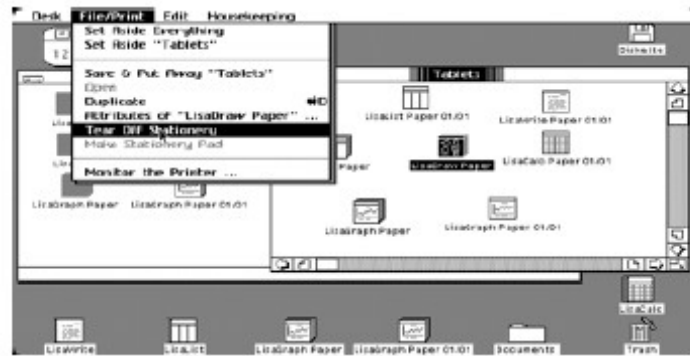 Desk File/Print Edit Housekeeping
Set Aside Everything
Set Aside "Tablets"
Save & Put Away "Tablets"
Open
Duplicate ⌘D
Attributes of "LisaDraw Paper" ...
Tear Off Stationery
Make Stationery Pad
Monitor the Printer ...
12
Diskette
Tablets
LisaList Paper 01/01
LisaWrite Paper 01/01
Paper
LisaDraw Paper
LisaCalc Paper 01/01
LisaGraph Paper
LisaGraph Paper 01/01
LisaGraph Paper
LisaGraph Paper 01/01
LisaCalc
LisaWrite
LisaList
LisaGraph Paper
LisaGraph Paper 01/01
Documents
Trash